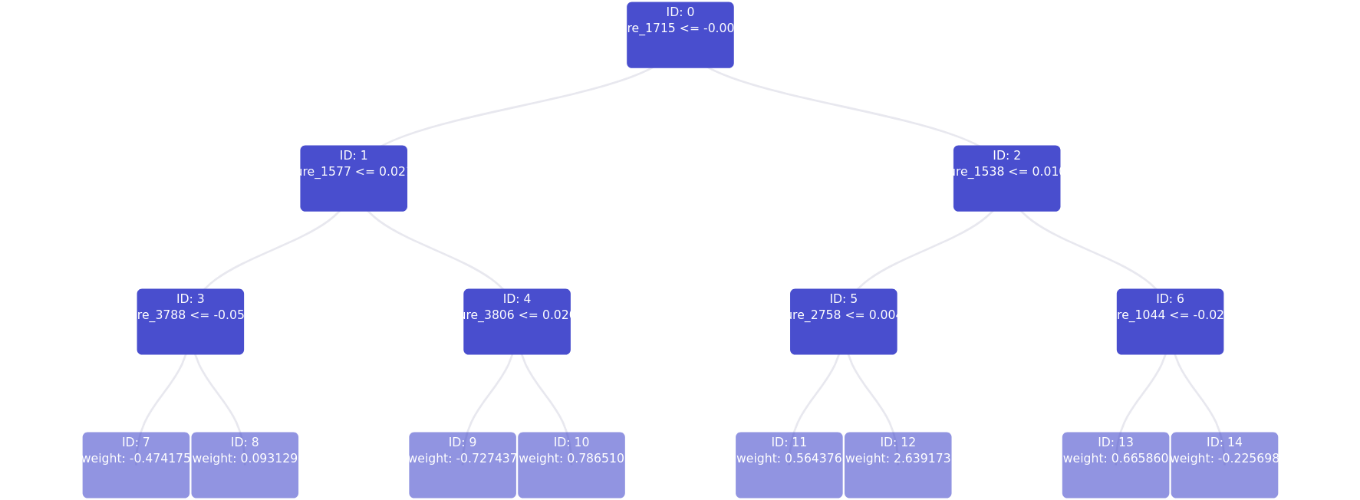 ID: 0
re_1715 <= -0.00
ID: 1
ure_1577 <= 0.02
ID: 2
ure_1538 <= 0.01
ID: 3
re_3788 <= -0.05
ID: 4
ure_3806 <= 0.02
ID: 5
ure_2758 <= 0.00
ID: 6
re_1044 <= -0.02
ID: 7
weight: -0.474175
ID: 8
weight: 0.093129
ID: 9
weight: -0.727437
ID: 10
weight: 0.786510
ID: 11
weight: 0.564376
ID: 12
weight: 2.639173
ID: 13
weight: 0.665860
ID: 14
weight: -0.225698